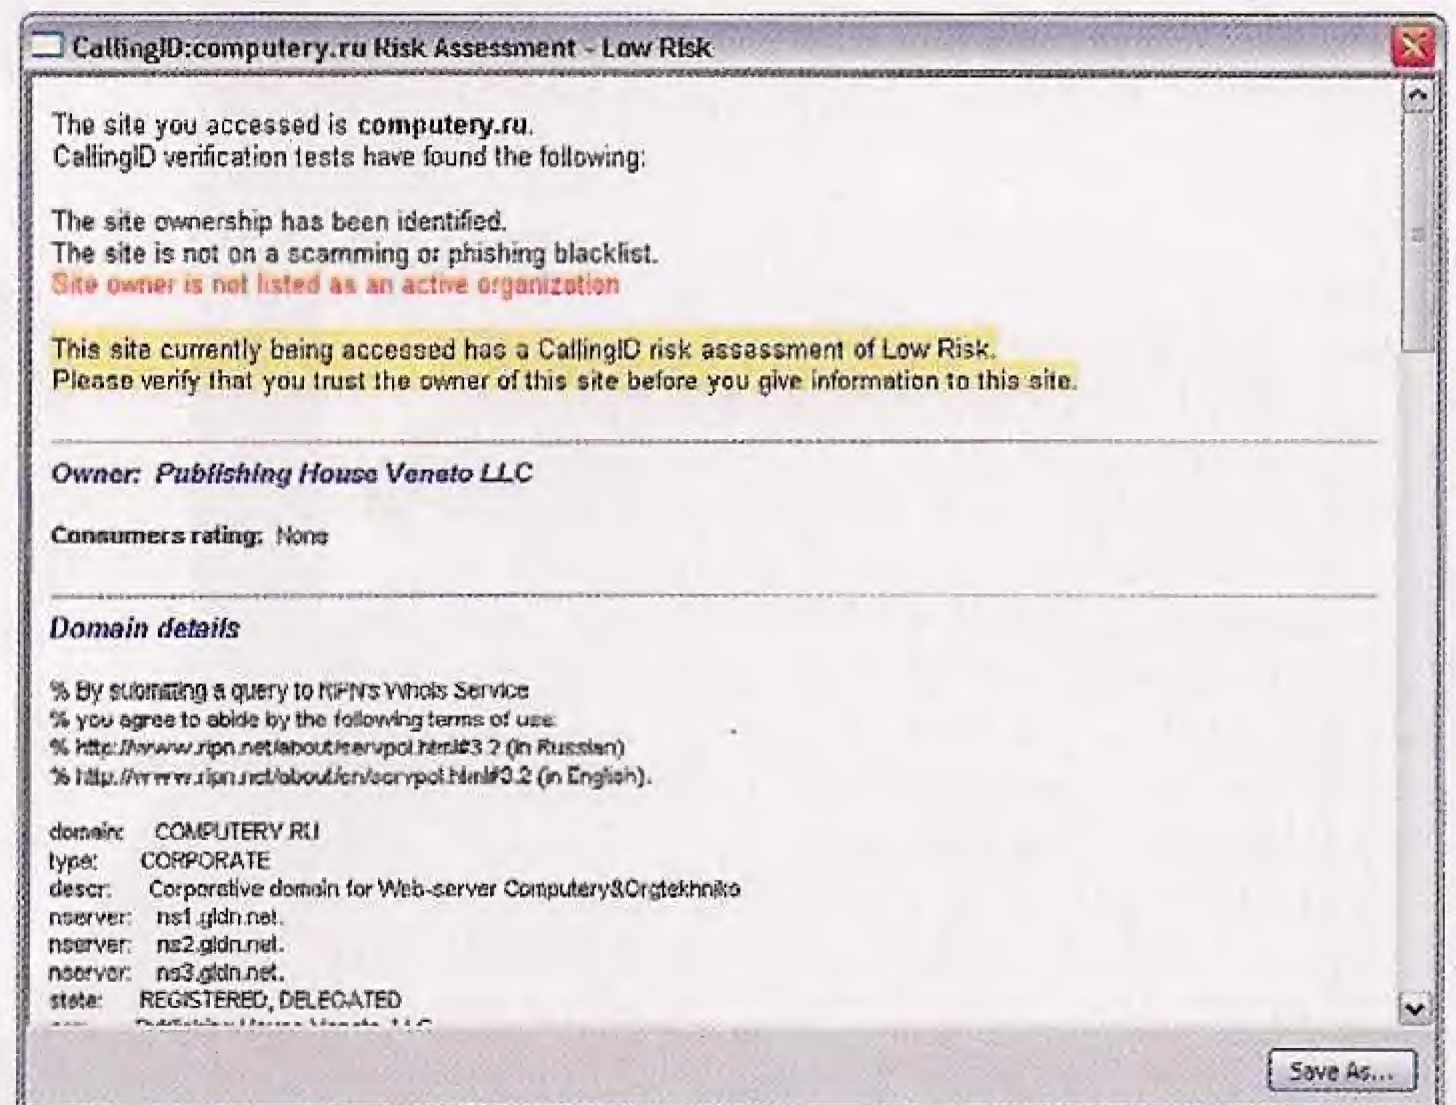 CallingID:computery.ru Risk Assessment - Low Risk
The site you accessed is computery.ru.
CallingID verification tests have found the following:
The site ownership has been identified.
The site is not on a scamming or phishing blacklist.
Site owner is not listed as an active organization
This site currently being accessed has a CallingID risk assessment of Low Risk.
Please verify that you trust the owner of this site before you give information to this site.
Owner: Publishing House Veneto LLC
Consumers rating: None
Domain details
% By submitting a query to RIPN's Whois Service
% you agree to abide by the following terms of use:
% http://www.ripn.net/about/servpol.html#3.2 (in Russian)
% http://www.ripn.net/about/en/servpol.html#3.2 (in English).
domain: COMPUTERY.RU
type: CORPORATE
descr: Corporative domain for Web-server Computery&Orgtekhnika
nserver: ns1.gldn.net.
nserver: ns2.gldn.net.
nserver: ns3.gldn.net.
state: REGISTERED, DELEGATED
Publishing House Veneto, LLC
Save As...